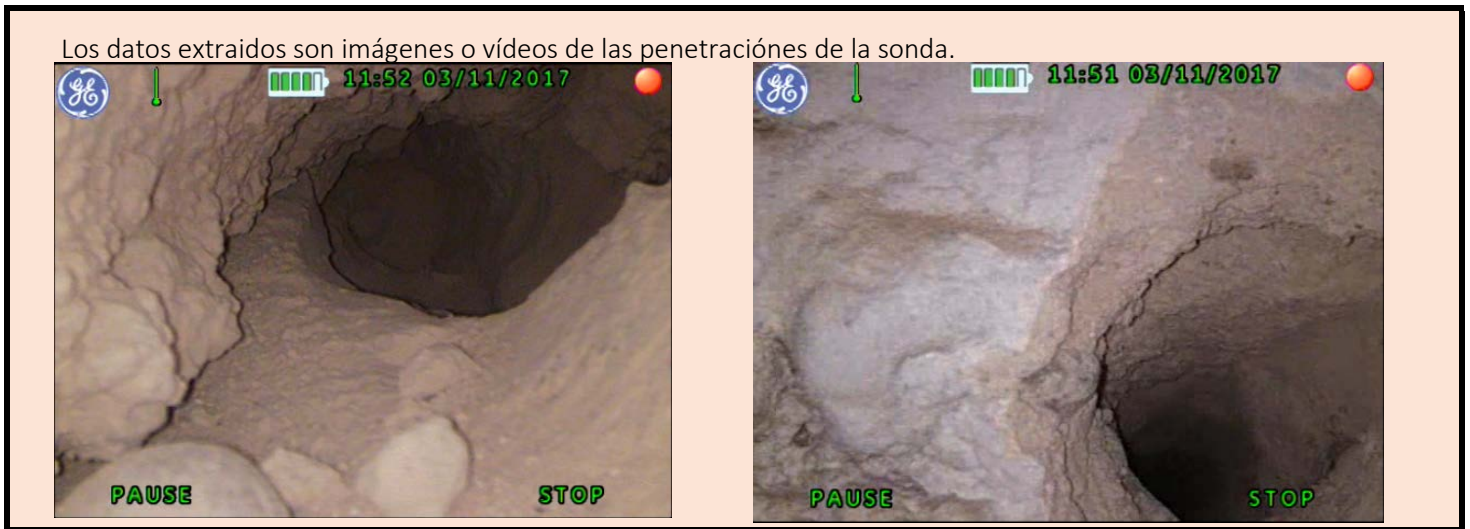 Los datos extraidos son imágenes o vídeos de las penetraciónes de la sonda.
GE 11:52 03/11/2017
PAUSE STOP
GE 11:51 03/11/2017
PAUSE STOP